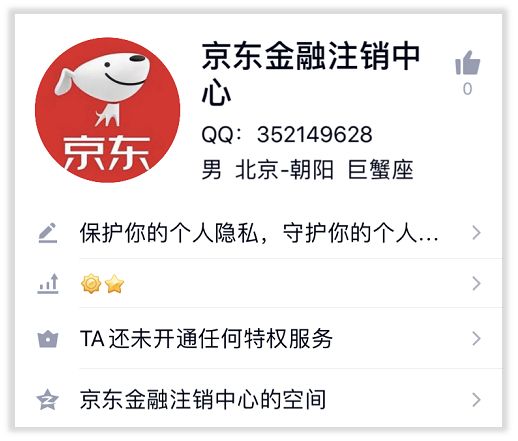 京东金融注销中
心
0
QQ：352149628
男 北京-朝阳 巨蟹座
京东
保护你的个人隐私，守护你的个人...
TA还未开通任何特权服务
京东金融注销中心的空间